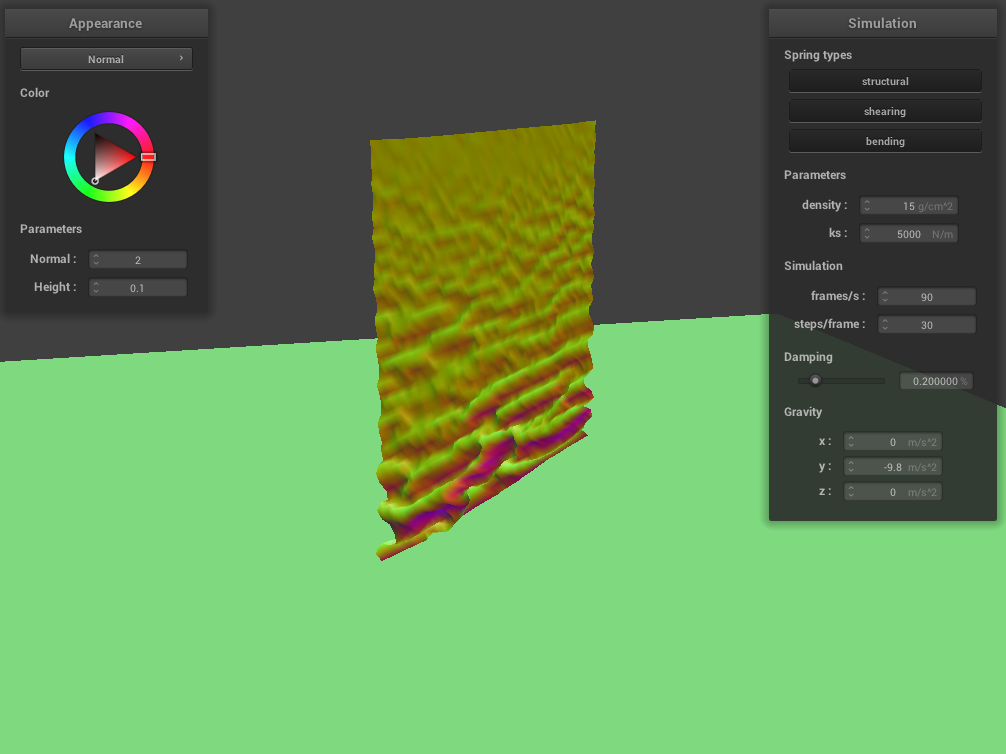 Appearance
Normal ›
Color
Parameters
Normal : 2
Height : 0.1
Simulation
Spring types
structural
shearing
bending
Parameters
density : 15 g/cm^2
ks : 5000 N/m
Simulation
frames/s : 90
steps/frame : 30
Damping
0.200000 %
Gravity
x : 0 m/s^2
y : -9.8 m/s^2
z : 0 m/s^2